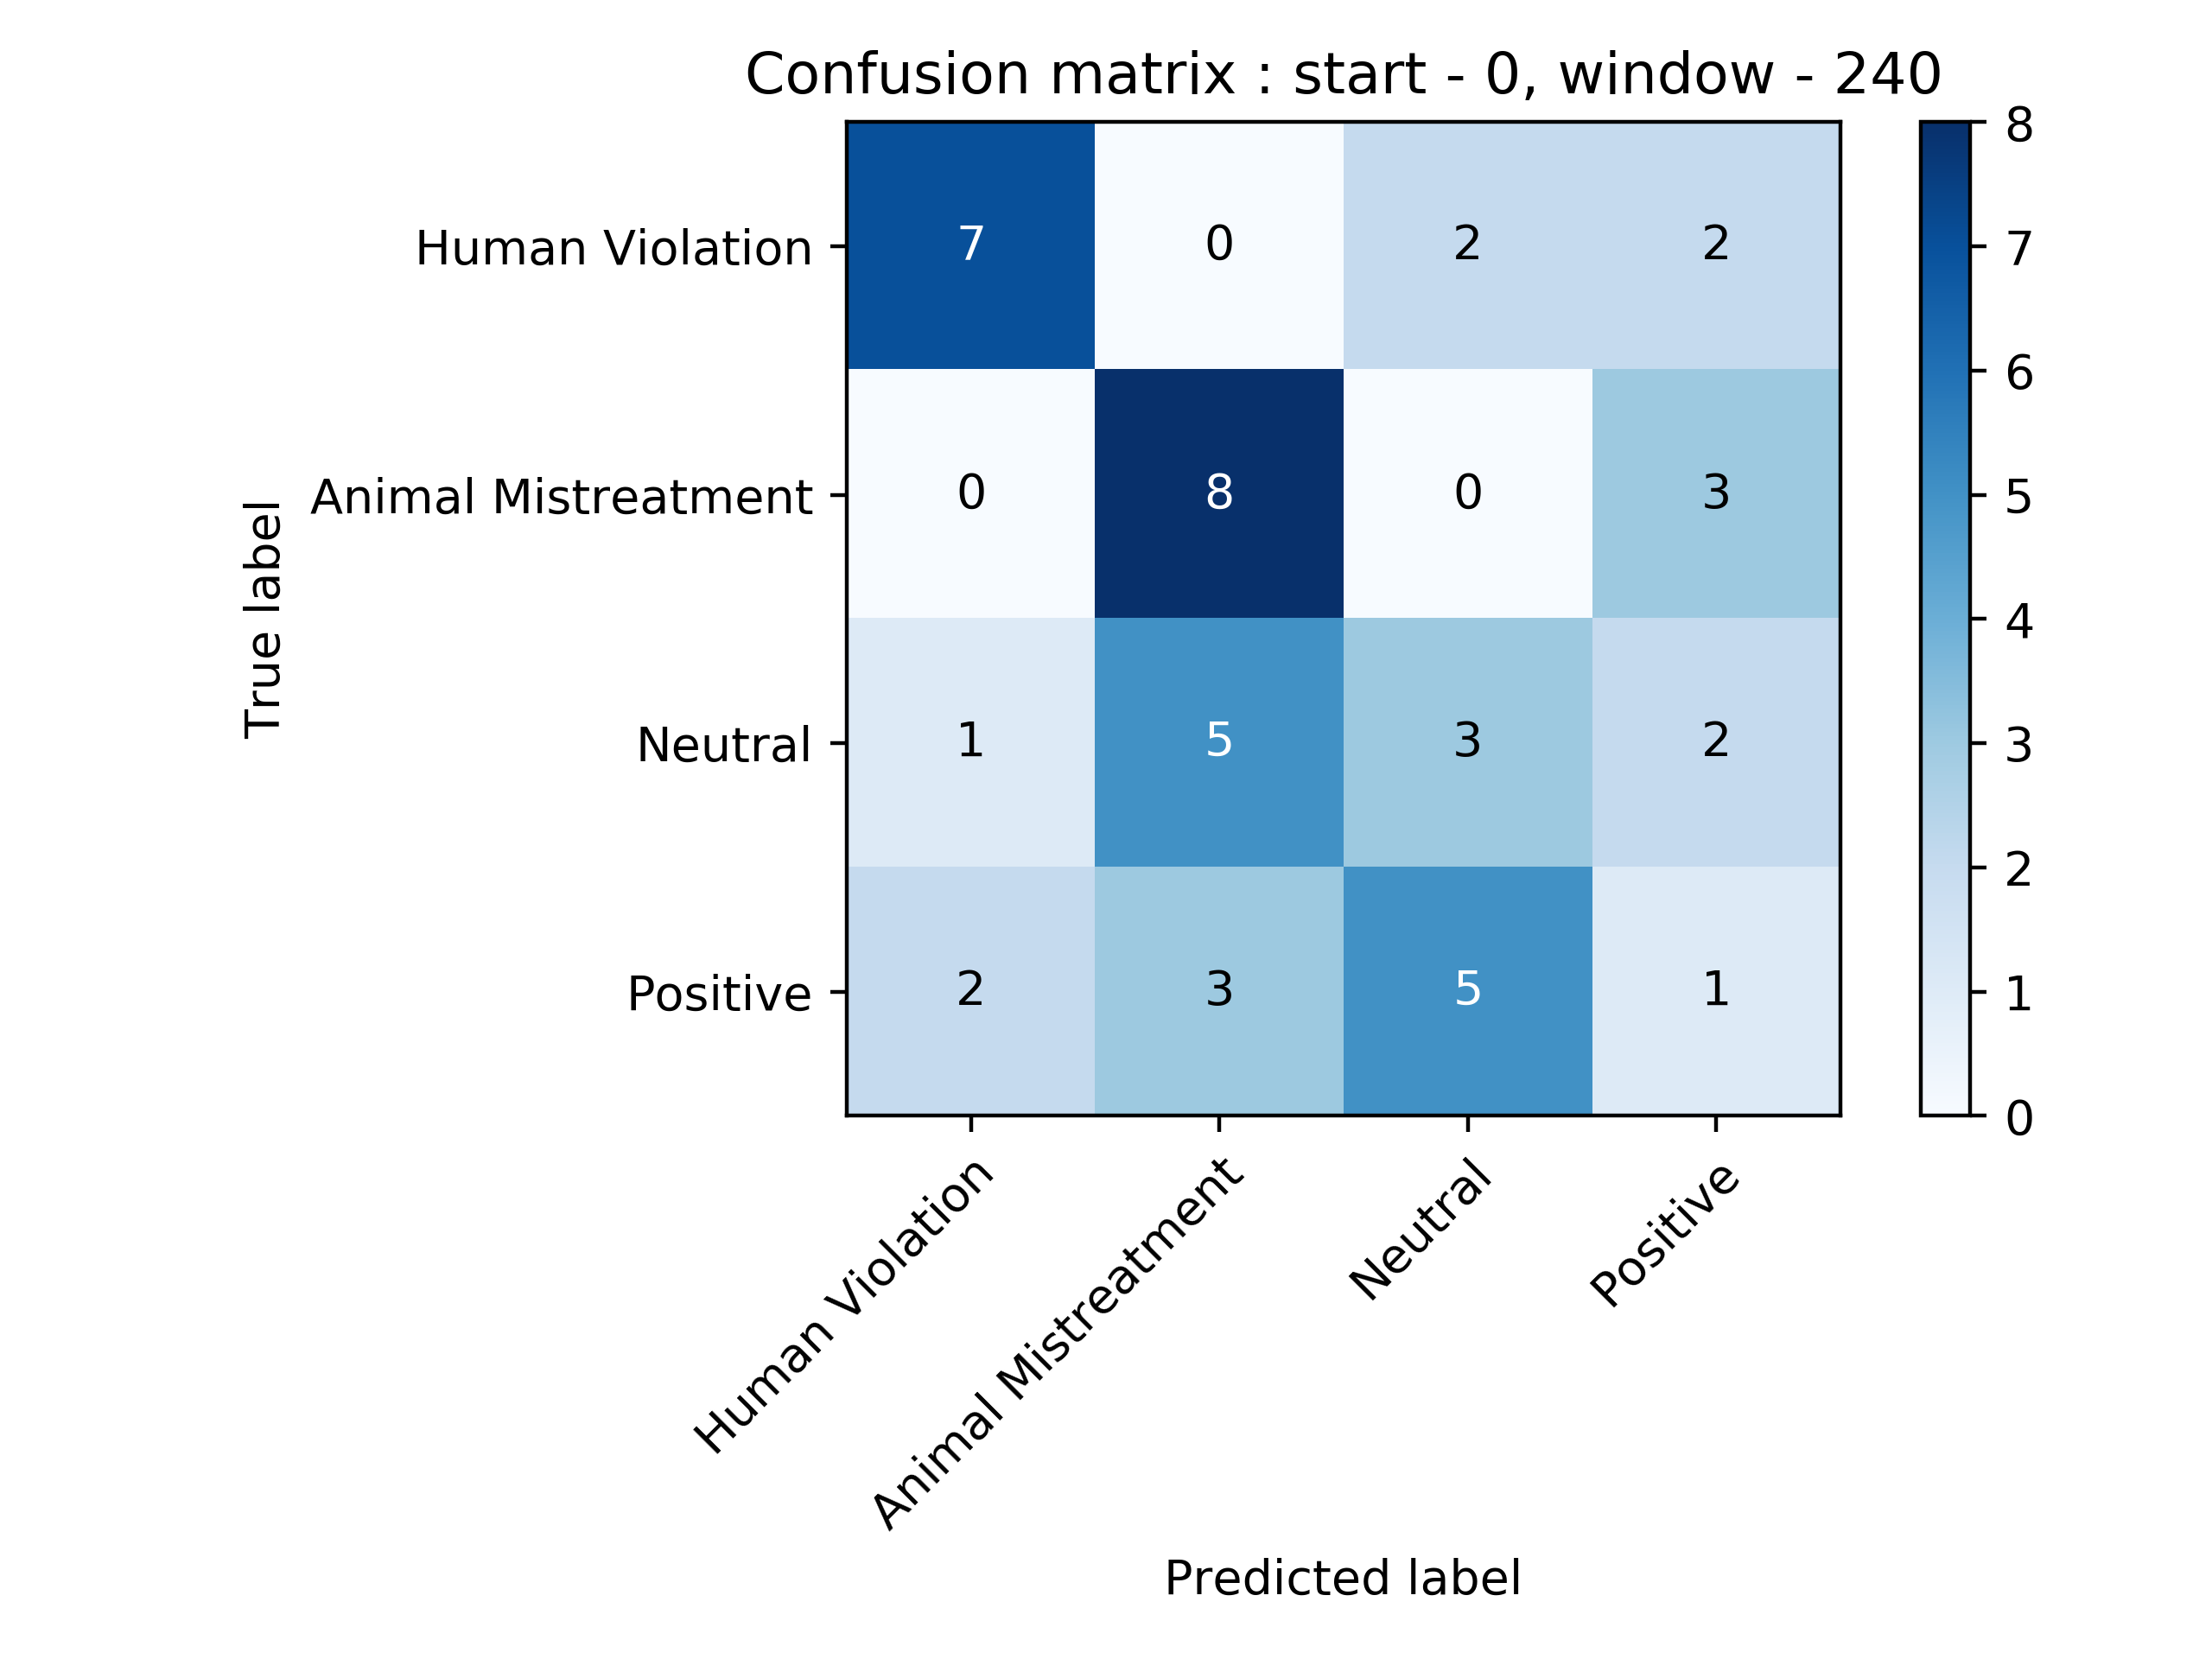 Confusion matrix : start - 0, window - 240
True label
Human Violation
Animal Mistreatment
Neutral
Positive
7 0 2 2
0 8 0 3
1 5 3 2
2 3 5 1
8
7
6
5
4
3
2
1
0
Human Violation
Animal Mistreatment
Neutral
Positive
Predicted label